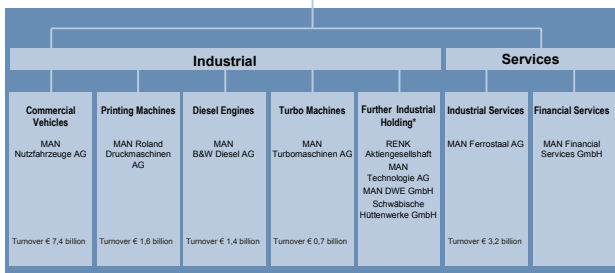 Industrial
Services
Commercial
Vehicles
MAN
Nutzfahrzeuge AG
Turnover € 7,4 billion
Printing Machines
MAN Roland
Druckmaschinen
AG
Turnover € 1,6 billion
Diesel Engines
MAN
B&W Diesel AG
Turnover € 1,4 billion
Turbo Machines
MAN
Turbomaschinen AG
Turnover € 0,7 billion
Further Industrial
Holding*
RENK
Aktiengesellschaft
MAN
Technologie AG
MAN DWE GmbH
Schwäbische
Hüttenwerke GmbH
Industrial Services
MAN Ferrostaal AG
Turnover € 3,2 billion
Financial Services
MAN Financial
Services GmbH